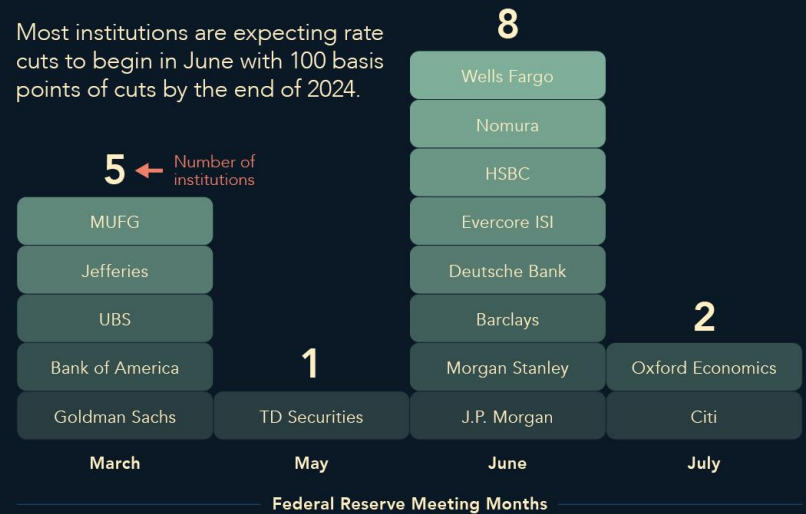 Most institutions are expecting rate
cuts to begin in June with 100 basis
points of cuts by the end of 2024.
5
Number of
institutions
MUFG
Jefferies
UBS
Bank of America
Goldman Sachs
March
1
TD Securities
May
8
Wells Fargo
Nomura
HSBC
Evercore ISI
Deutsche Bank
Barclays
Morgan Stanley
J.P. Morgan
June
2
Oxford Economics
Citi
July
Federal Reserve Meeting Months